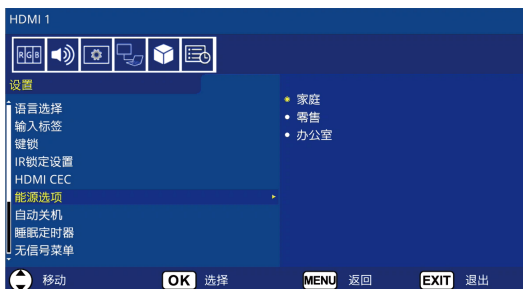 HDMI 1
RGB
设置
语言选择
输入标签
键锁
IR锁定设置
HDMI CEC
能源选项
自动关机
睡眠定时器
无信号菜单
家庭
零售
办公室
移动 OK 选择 MENU 返回 EXIT 退出